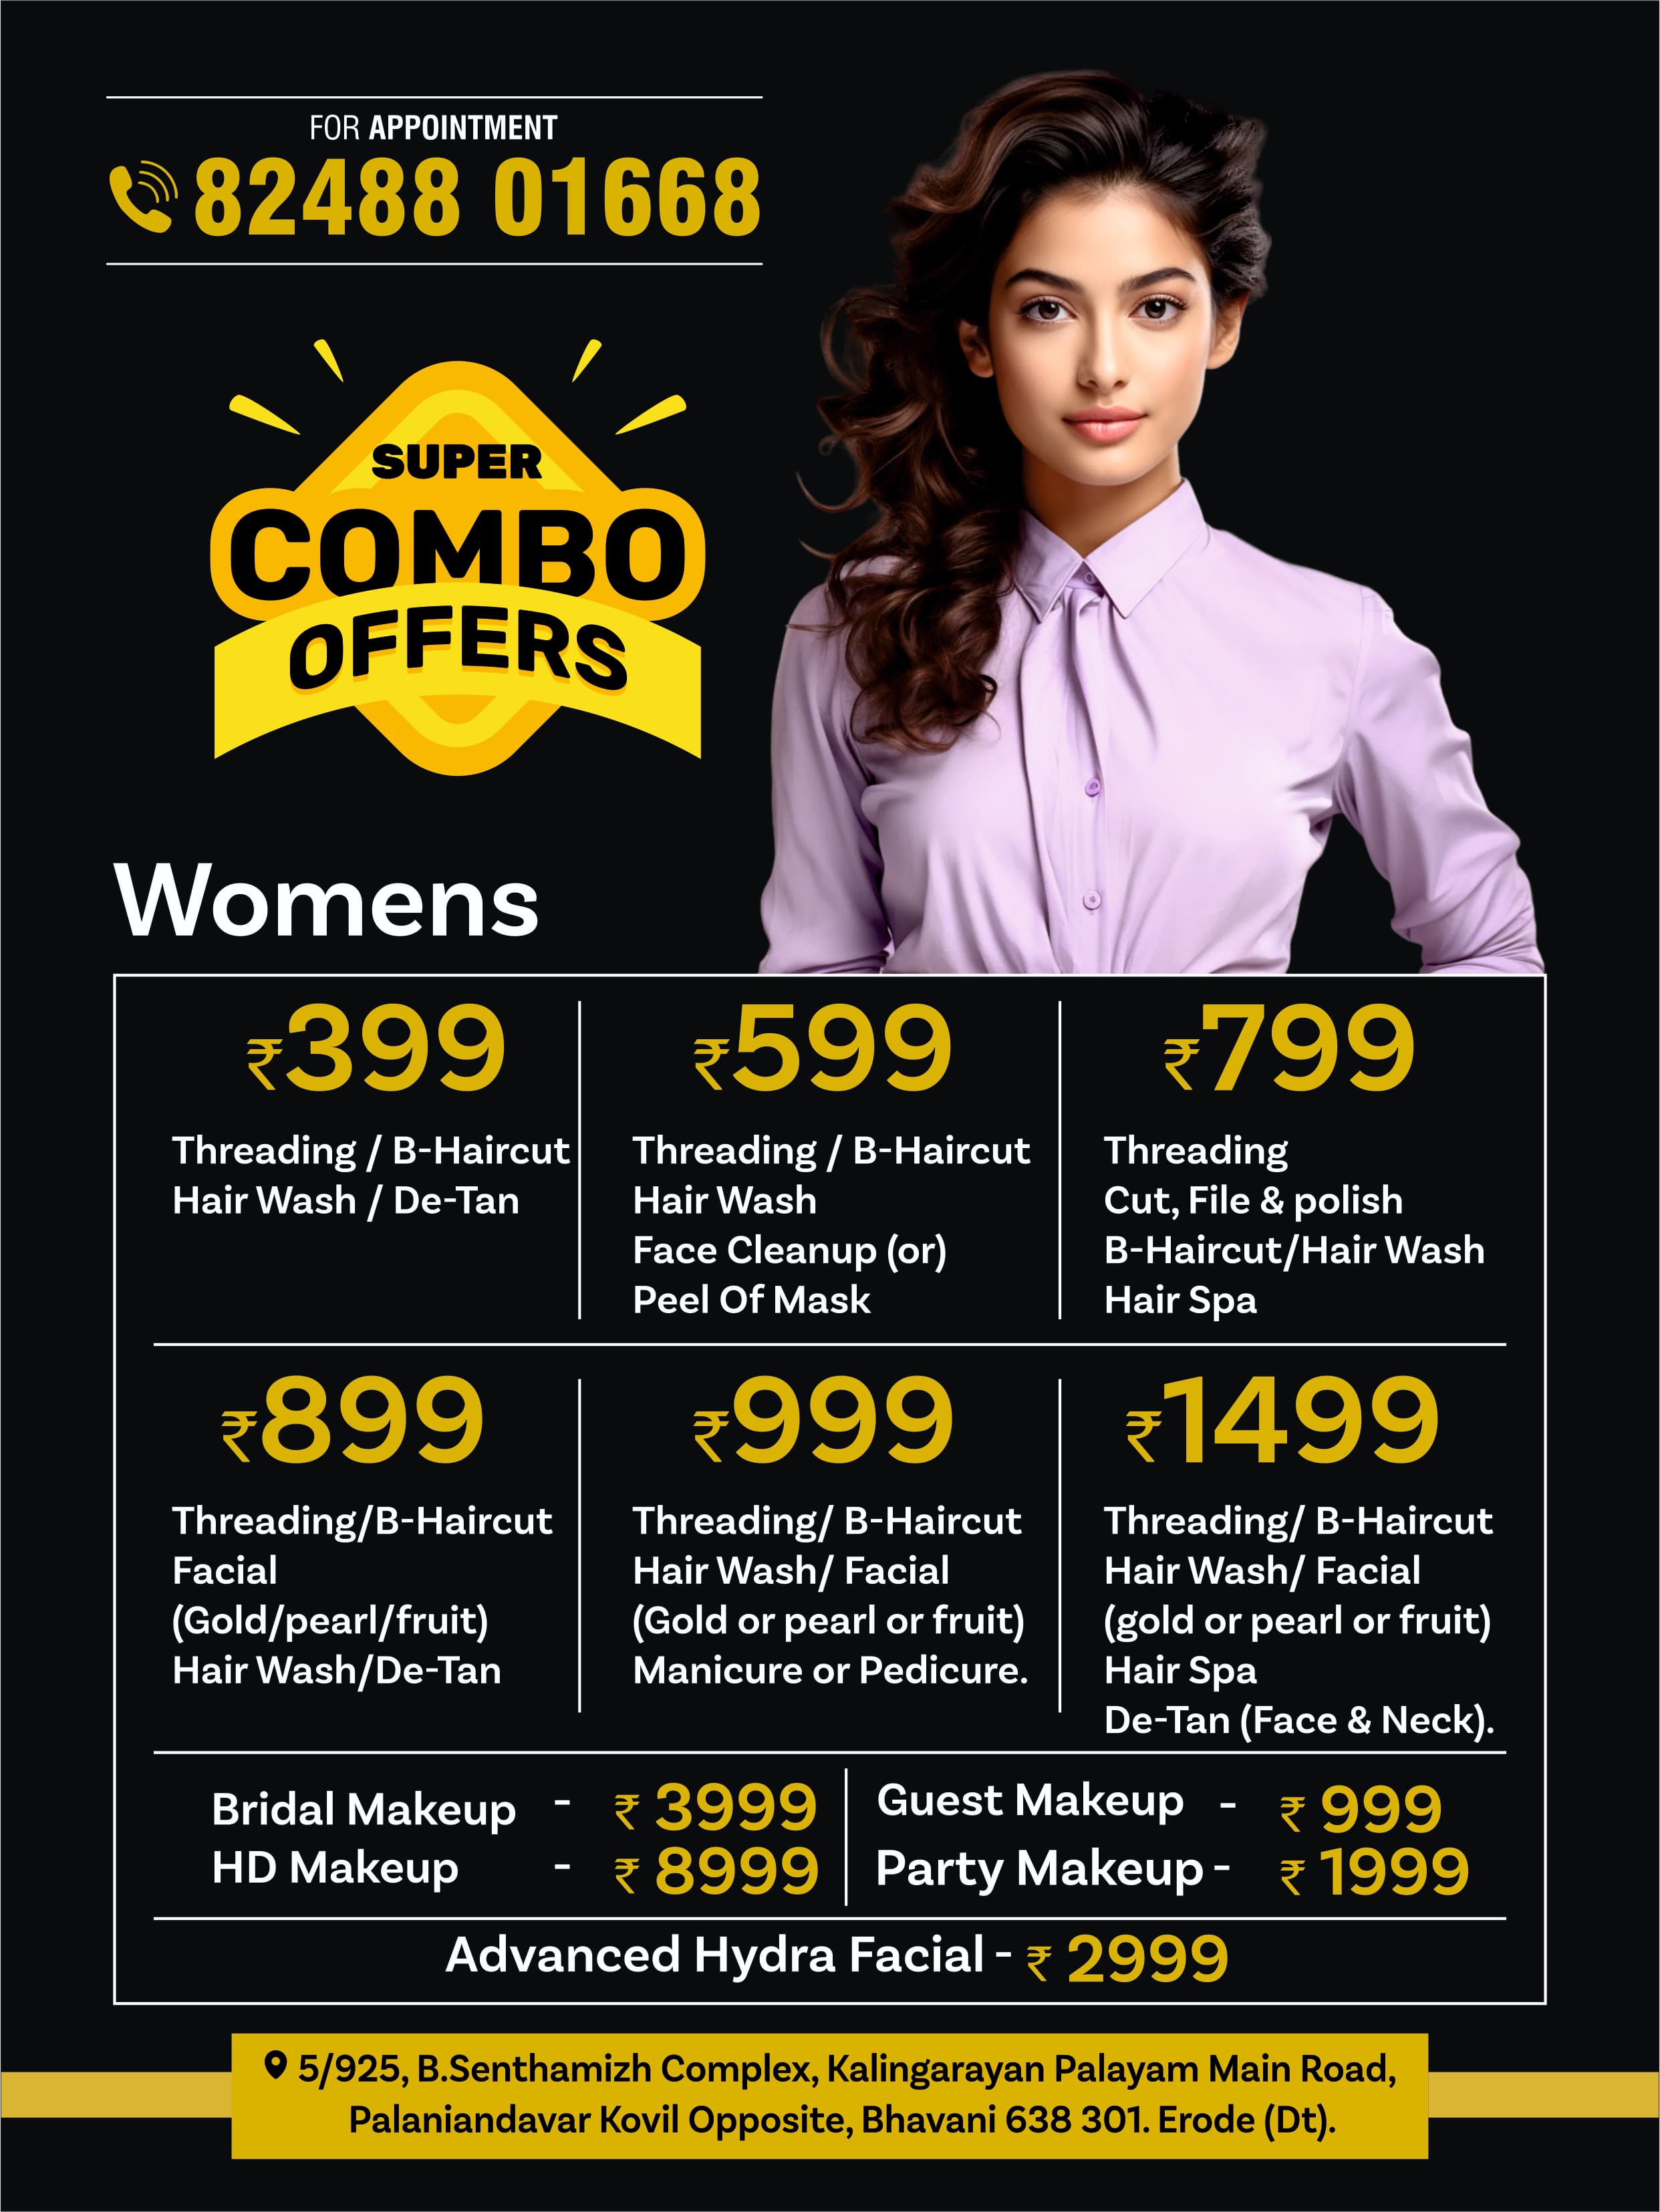 FOR APPOINTMENT
82488 01668
SUPER
COMBO
OFFERS
Womens
₹399
Threading / B-Haircut
Hair Wash / De-Tan
₹599
Threading / B-Haircut
Hair Wash
Face Cleanup (or)
Peel Of Mask
₹799
Threading
Cut, File & polish
B-Haircut/Hair Wash
Hair Spa
₹899
Threading/B-Haircut
Facial
(Gold/pearl/fruit)
Hair Wash/De-Tan
₹999
Threading/ B-Haircut
Hair Wash/ Facial
(Gold or pearl or fruit)
Manicure or Pedicure.
₹1499
Threading/ B-Haircut
Hair Wash/ Facial
(gold or pearl or fruit)
Hair Spa
De-Tan (Face & Neck).
Bridal Makeup - ₹ 3999
HD Makeup - ₹ 8999
Guest Makeup - ₹ 999
Party Makeup - ₹ 1999
Advanced Hydra Facial - ₹ 2999
5/925, B.Senthamizh Complex, Kalingarayan Palayam Main Road,
Palaniandavar Kovil Opposite, Bhavani 638 301. Erode (Dt).